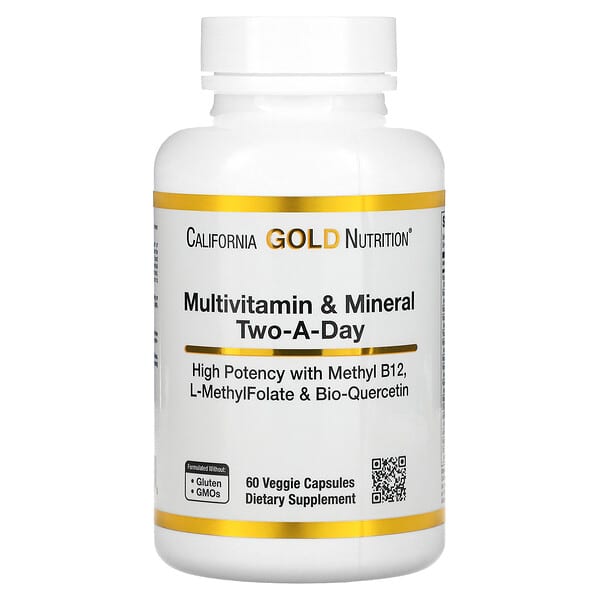 CALIFORNIA GOLD NUTRITION®
Multivitamin & Mineral
Two-A-Day
High Potency with Methyl B12,
L-MethylFolate & Bio-Quercetin
Formulated Without:
• Gluten
• GMOs
60 Veggie Capsules
Dietary Supplement